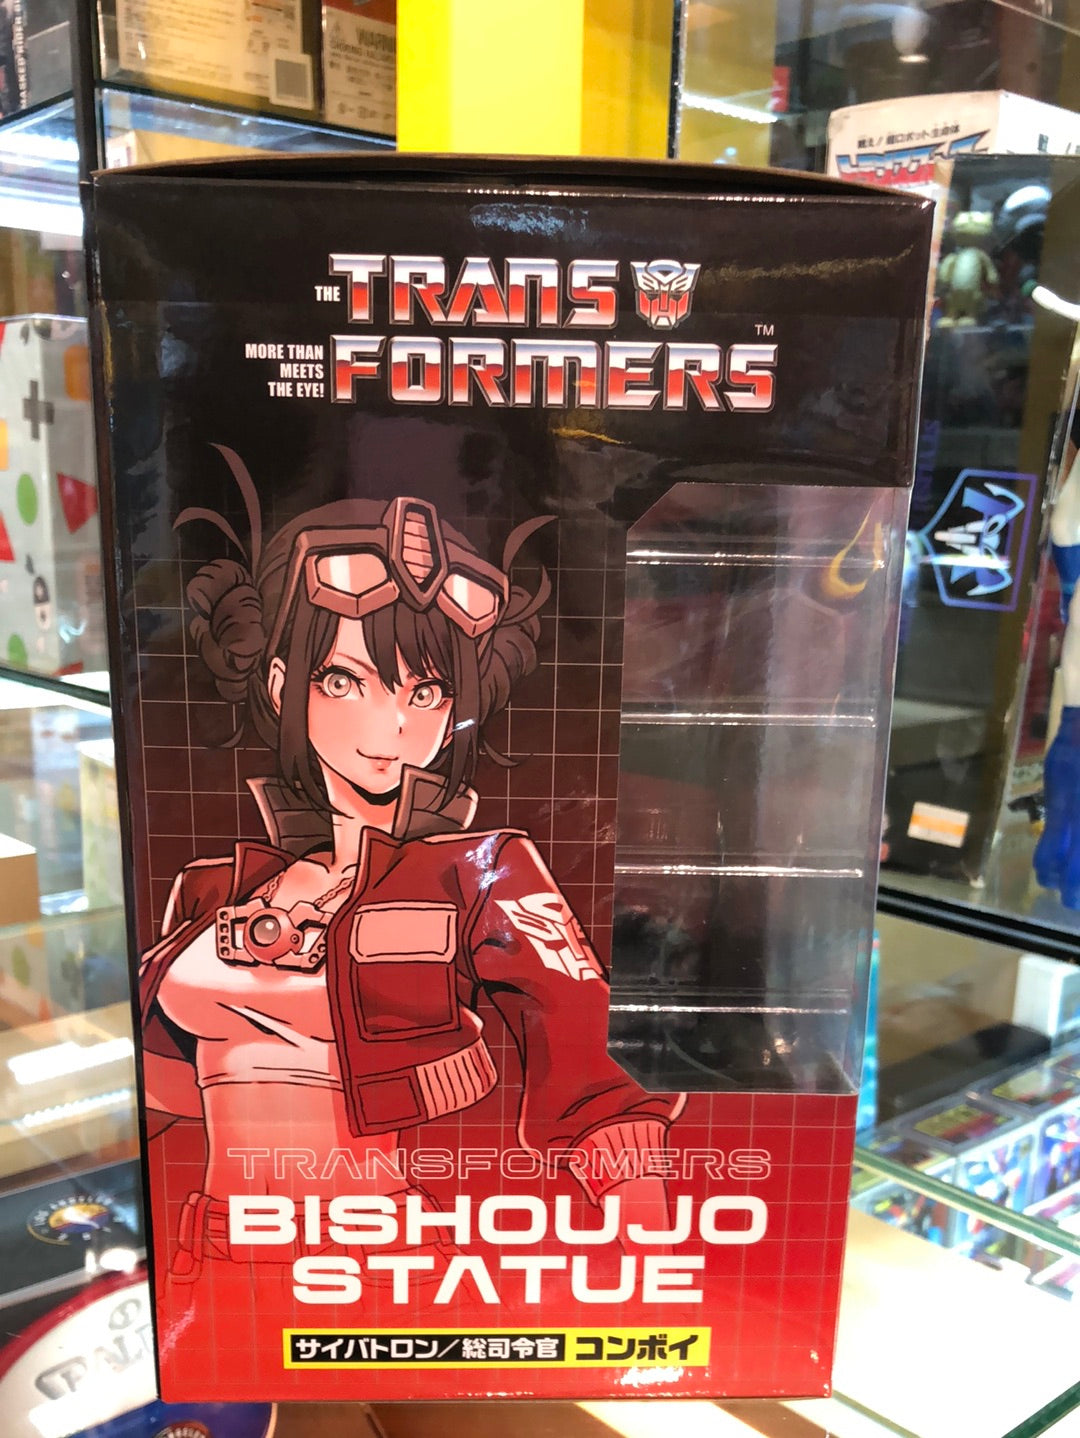 WARNING
THE TRANS
FORMERS
TM
MORE THAN
MEETS
THE EYE!
TRANSFORMERS
BISHOUJO
STATUE
サイバトロン／総司令官 コンボイ